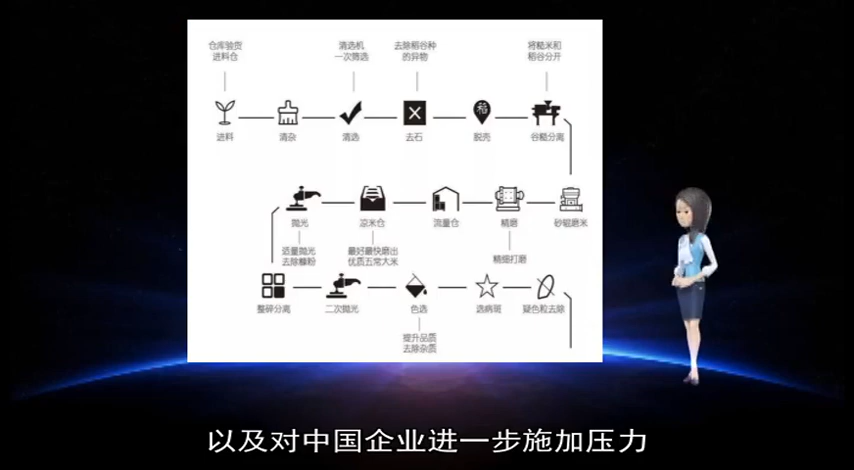 仓库验货
进料仓
清选机
一次筛选
去除稻谷种
的异物
将糙米和
稻谷分开
稻
进料
清杂
清选
去石
脱壳
谷糙分离
抛光
凉米仓
流量仓
精磨
砂辊磨米
适量抛光
去除糠粉
最好最快磨出
优质五常大米
精细打磨
整碎分离
二次抛光
色选
选病斑
疑色粒去除
提升品质
去除杂质
以及对中国企业进一步施加压力